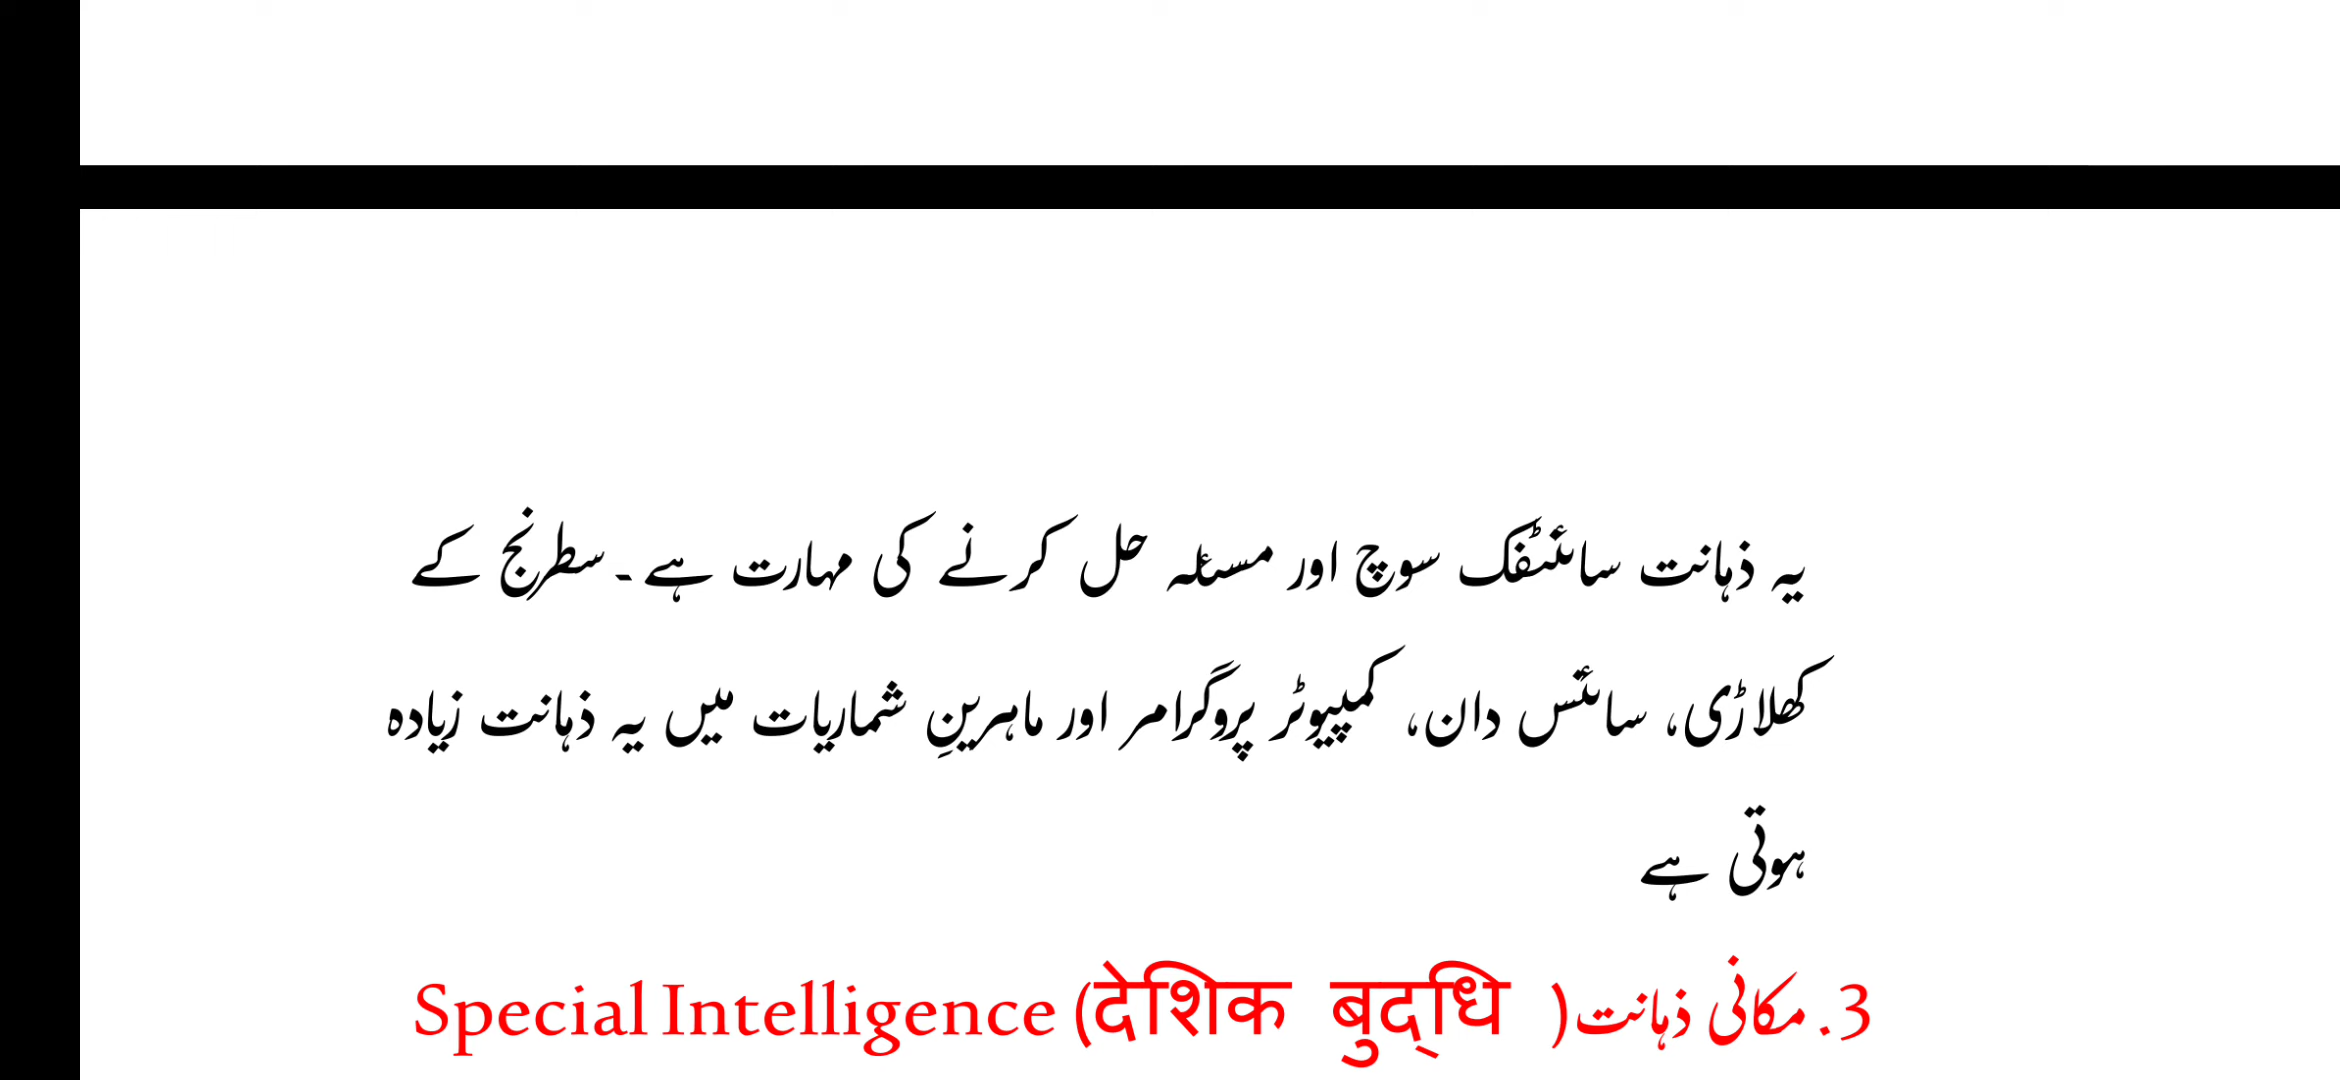 یہ ذہانت سائنٹفک سوچ اور مسئلہ حل کرنے کی مہارت ہے۔سطرنج کے
کھلاڑی، سائنس دان، کمپیوٹر پروگرامر اور ماہرینِ شماریات میں یہ ذہانت زیادہ
ہوتی ہے
3. مکانی ذہانت( देशिक बुद्धि) Special Intelligence